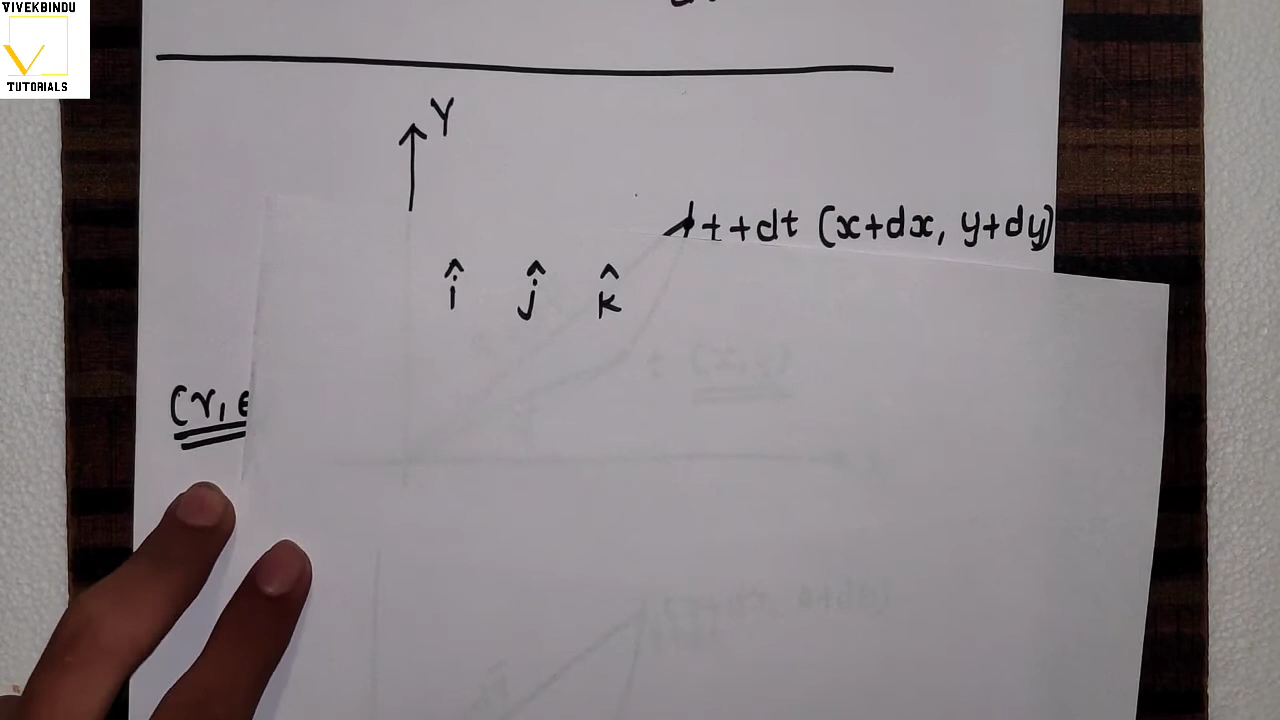 VIVEKBINDU
TUTORIALS
Y
t+dt (x+dx, y+dy)
î ĵ k̂
(r,